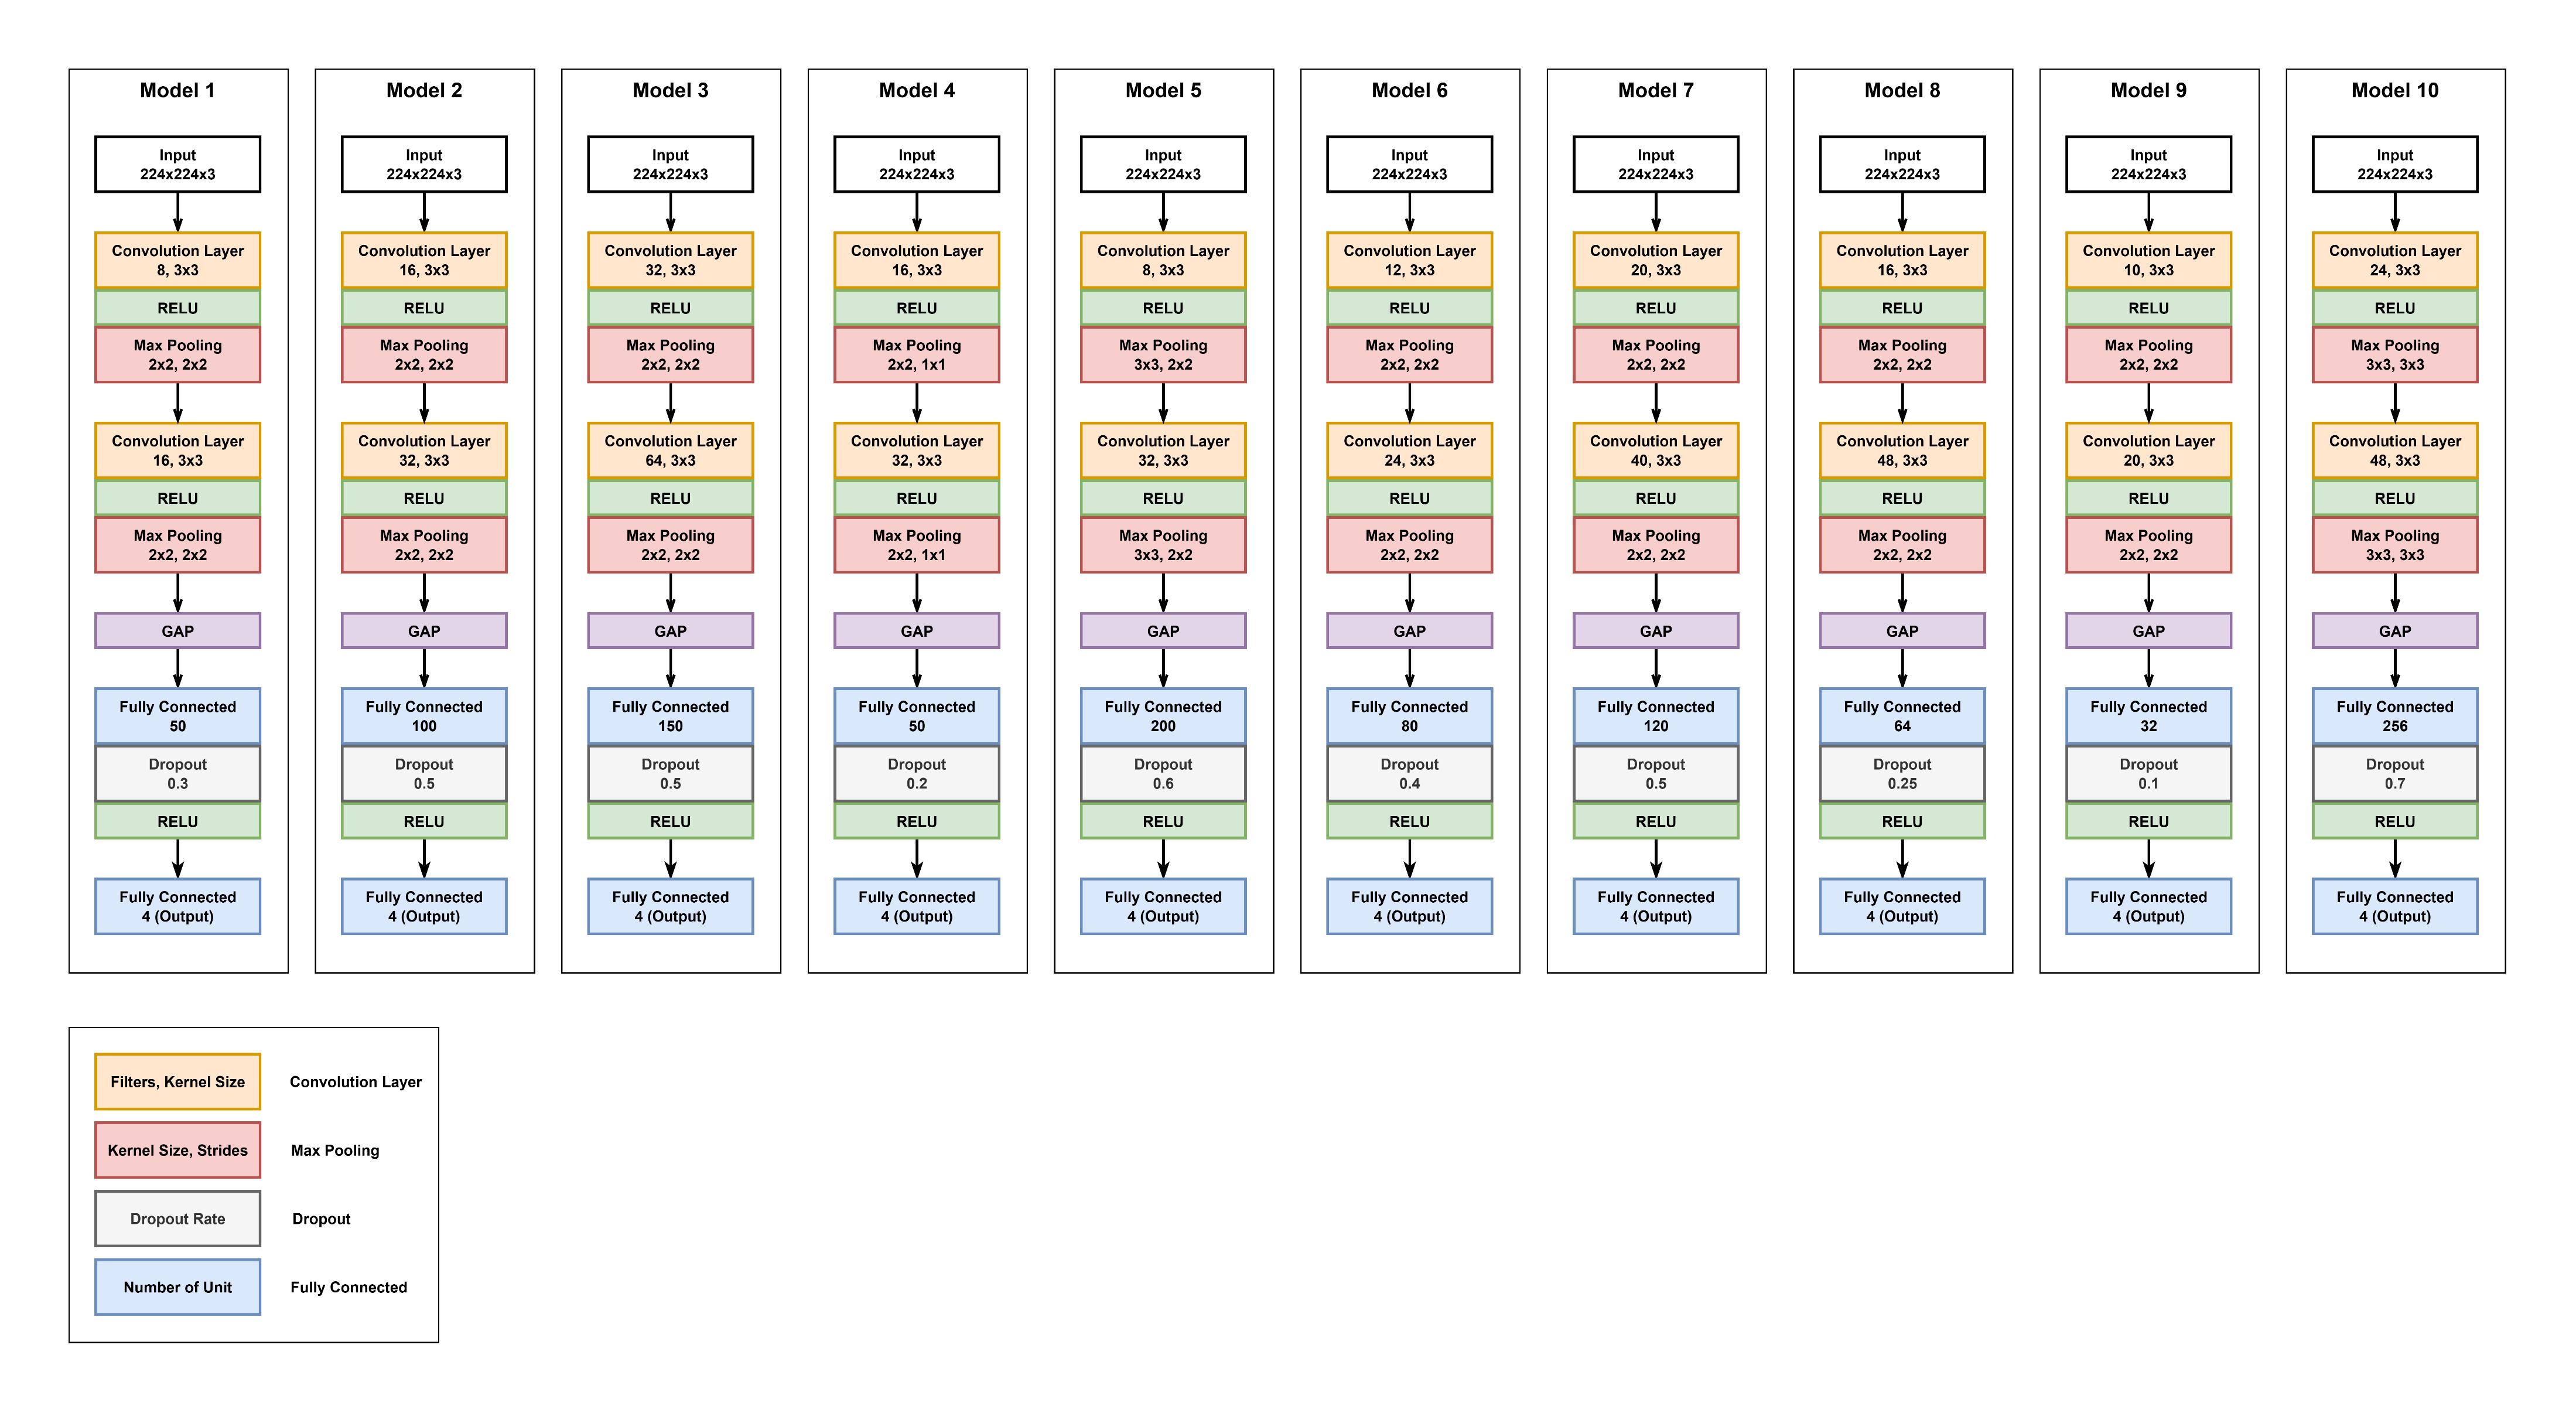 Model 1
Input
224x224x3
Convolution Layer
8, 3x3
RELU
Max Pooling
2x2, 2x2
Convolution Layer
16, 3x3
RELU
Max Pooling
2x2, 2x2
GAP
Fully Connected
50
Dropout
0.3
RELU
Fully Connected
4 (Output)
Model 2
Input
224x224x3
Convolution Layer
16, 3x3
RELU
Max Pooling
2x2, 2x2
Convolution Layer
32, 3x3
RELU
Max Pooling
2x2, 2x2
GAP
Fully Connected
100
Dropout
0.5
RELU
Fully Connected
4 (Output)
Model 3
Input
224x224x3
Convolution Layer
32, 3x3
RELU
Max Pooling
2x2, 2x2
Convolution Layer
64, 3x3
RELU
Max Pooling
2x2, 2x2
GAP
Fully Connected
150
Dropout
0.5
RELU
Fully Connected
4 (Output)
Model 4
Input
224x224x3
Convolution Layer
16, 3x3
RELU
Max Pooling
2x2, 1x1
Convolution Layer
32, 3x3
RELU
Max Pooling
2x2, 1x1
GAP
Fully Connected
50
Dropout
0.2
RELU
Fully Connected
4 (Output)
Model 5
Input
224x224x3
Convolution Layer
8, 3x3
RELU
Max Pooling
3x3, 2x2
Convolution Layer
32, 3x3
RELU
Max Pooling
3x3, 2x2
GAP
Fully Connected
200
Dropout
0.6
RELU
Fully Connected
4 (Output)
Model 6
Input
224x224x3
Convolution Layer
12, 3x3
RELU
Max Pooling
2x2, 2x2
Convolution Layer
24, 3x3
RELU
Max Pooling
2x2, 2x2
GAP
Fully Connected
80
Dropout
0.4
RELU
Fully Connected
4 (Output)
Model 7
Input
224x224x3
Convolution Layer
20, 3x3
RELU
Max Pooling
2x2, 2x2
Convolution Layer
40, 3x3
RELU
Max Pooling
2x2, 2x2
GAP
Fully Connected
120
Dropout
0.5
RELU
Fully Connected
4 (Output)
Model 8
Input
224x224x3
Convolution Layer
16, 3x3
RELU
Max Pooling
2x2, 2x2
Convolution Layer
48, 3x3
RELU
Max Pooling
2x2, 2x2
GAP
Fully Connected
64
Dropout
0.25
RELU
Fully Connected
4 (Output)
Model 9
Input
224x224x3
Convolution Layer
10, 3x3
RELU
Max Pooling
2x2, 2x2
Convolution Layer
20, 3x3
RELU
Max Pooling
2x2, 2x2
GAP
Fully Connected
32
Dropout
0.1
RELU
Fully Connected
4 (Output)
Model 10
Input
224x224x3
Convolution Layer
24, 3x3
RELU
Max Pooling
3x3, 3x3
Convolution Layer
48, 3x3
RELU
Max Pooling
3x3, 3x3
GAP
Fully Connected
256
Dropout
0.7
RELU
Fully Connected
4 (Output)
Filters, Kernel Size
Convolution Layer
Kernel Size, Strides
Max Pooling
Dropout Rate
Dropout
Number of Unit
Fully Connected